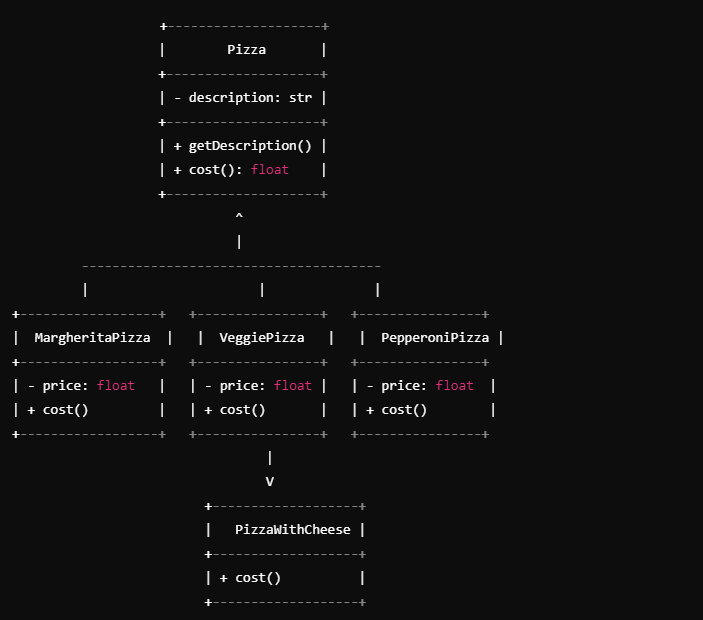 +--------------------+
|        Pizza       |
+--------------------+
| - description: str |
+--------------------+
| + getDescription() |
| + cost(): float    |
+--------------------+
^
|
---------------------------------------
|                      |              |
+------------------+   +----------------+   +----------------+
|  MargheritaPizza  |   |  VeggiePizza   |   |  PepperoniPizza |
+------------------+   +----------------+   +----------------+
| - price: float   |   | - price: float |   | - price: float  |
| + cost()         |   | + cost()       |   | + cost()        |
+------------------+   +----------------+   +----------------+
|
V
+------------------+
|   PizzaWithCheese |
+------------------+
| + cost()          |
+------------------+